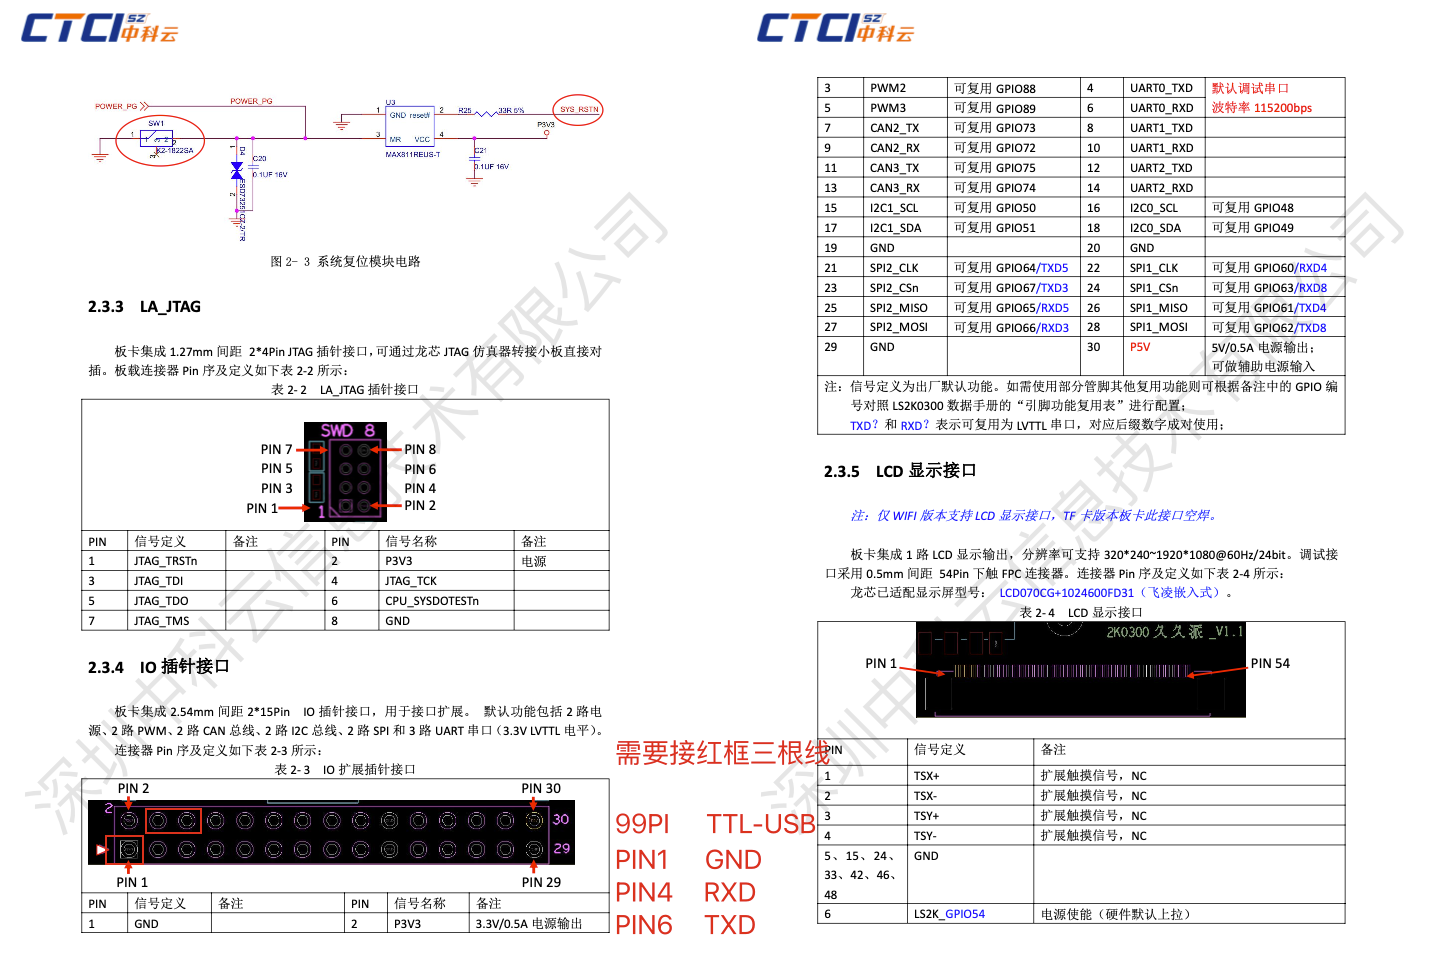 CTCISZ中科云
POWER_PG
POWER_PG
U3
SW1
1
2
3
K2-1822SA
1
GND
reset#
2
R25
33R 5%
SYS_RSTN
P3V3
3
MR
VCC
4
MAX811REUS-T
D4
1
2
C20
0.1UF 16V
C21
0.1UF 16V
图 2- 3 系统复位模块电路
2.3.3 LA_JTAG
板卡集成 1.27mm 间距 2*4Pin JTAG 插针接口，可通过龙芯 JTAG 仿真器转接小板直接对
插。板载连接器 Pin 序及定义如下表 2-2 所示：
表 2- 2 LA_JTAG 插针接口
SWD 8
PIN 7 PIN 8
PIN 5 PIN 6
PIN 3 PIN 4
PIN 1 PIN 2
1
PIN 信号定义 备注 PIN 信号名称 备注
1 JTAG_TRSTn 2 P3V3 电源
3 JTAG_TDI 4 JTAG_TCK
5 JTAG_TDO 6 CPU_SYSDOTESTn
7 JTAG_TMS 8 GND
2.3.4 IO 插针接口
板卡集成 2.54mm 间距 2*15Pin IO 插针接口，用于接口扩展。 默认功能包括 2 路电
源、2 路 PWM、2 路 CAN 总线、2 路 I2C 总线、2 路 SPI 和 3 路 UART 串口（3.3V LVTTL 电平）。
连接器 Pin 序及定义如下表 2-3 所示：
表 2- 3 IO 扩展插针接口
PIN 2 PIN 30
2 30
29
PIN 1 PIN 29
PIN 信号定义 备注 PIN 信号名称 备注
1 GND 2 P3V3 3.3V/0.5A 电源输出
需要接红框三根线
99PI TTL-USB
PIN1 GND
PIN4 RXD
PIN6 TXD
深圳中科云信息技术有限公司
CTCISZ中科云
3 PWM2 可复用 GPIO88 4 UART0_TXD 默认调试串口
5 PWM3 可复用 GPIO89 6 UART0_RXD 波特率 115200bps
7 CAN2_TX 可复用 GPIO73 8 UART1_TXD
9 CAN2_RX 可复用 GPIO72 10 UART1_RXD
11 CAN3_TX 可复用 GPIO75 12 UART2_TXD
13 CAN3_RX 可复用 GPIO74 14 UART2_RXD
15 I2C1_SCL 可复用 GPIO50 16 I2C0_SCL 可复用 GPIO48
17 I2C1_SDA 可复用 GPIO51 18 I2C0_SDA 可复用 GPIO49
19 GND 20 GND
21 SPI2_CLK 可复用 GPIO64/TXD5 22 SPI1_CLK 可复用 GPIO60/RXD4
23 SPI2_CSn 可复用 GPIO67/TXD3 24 SPI1_CSn 可复用 GPIO63/RXD8
25 SPI2_MISO 可复用 GPIO65/RXD5 26 SPI1_MISO 可复用 GPIO61/TXD4
27 SPI2_MOSI 可复用 GPIO66/RXD3 28 SPI1_MOSI 可复用 GPIO62/TXD8
29 GND 30 P5V 5V/0.5A 电源输出；
可做辅助电源输入
注：信号定义为出厂默认功能。如需使用部分管脚其他复用功能则可根据备注中的 GPIO 编
号对照 LS2K0300 数据手册的“引脚功能复用表”进行配置；
TXD？和 RXD？表示可复用为 LVTTL 串口，对应后缀数字成对使用；
2.3.5 LCD 显示接口
注：仅 WIFI 版本支持 LCD 显示接口，TF 卡版本板卡此接口空焊。
板卡集成 1 路 LCD 显示输出，分辨率可支持 320*240~1920*1080@60Hz/24bit。调试接
口采用 0.5mm 间距 54Pin 下触 FPC 连接器。连接器 Pin 序及定义如下表 2-4 所示：
龙芯已适配显示屏型号： LCD070CG+1024600FD31（飞凌嵌入式）。
表 2- 4 LCD 显示接口
2K0300 久久派 _V1.1
PIN 1 PIN 54
PIN 信号定义 备注
1 TSX+ 扩展触摸信号，NC
2 TSX- 扩展触摸信号，NC
3 TSY+ 扩展触摸信号，NC
4 TSY- 扩展触摸信号，NC
5、15、24、 GND
33、42、46、
48
6 LS2K_GPIO54 电源使能（硬件默认上拉）
深圳中科云信息技术有限公司